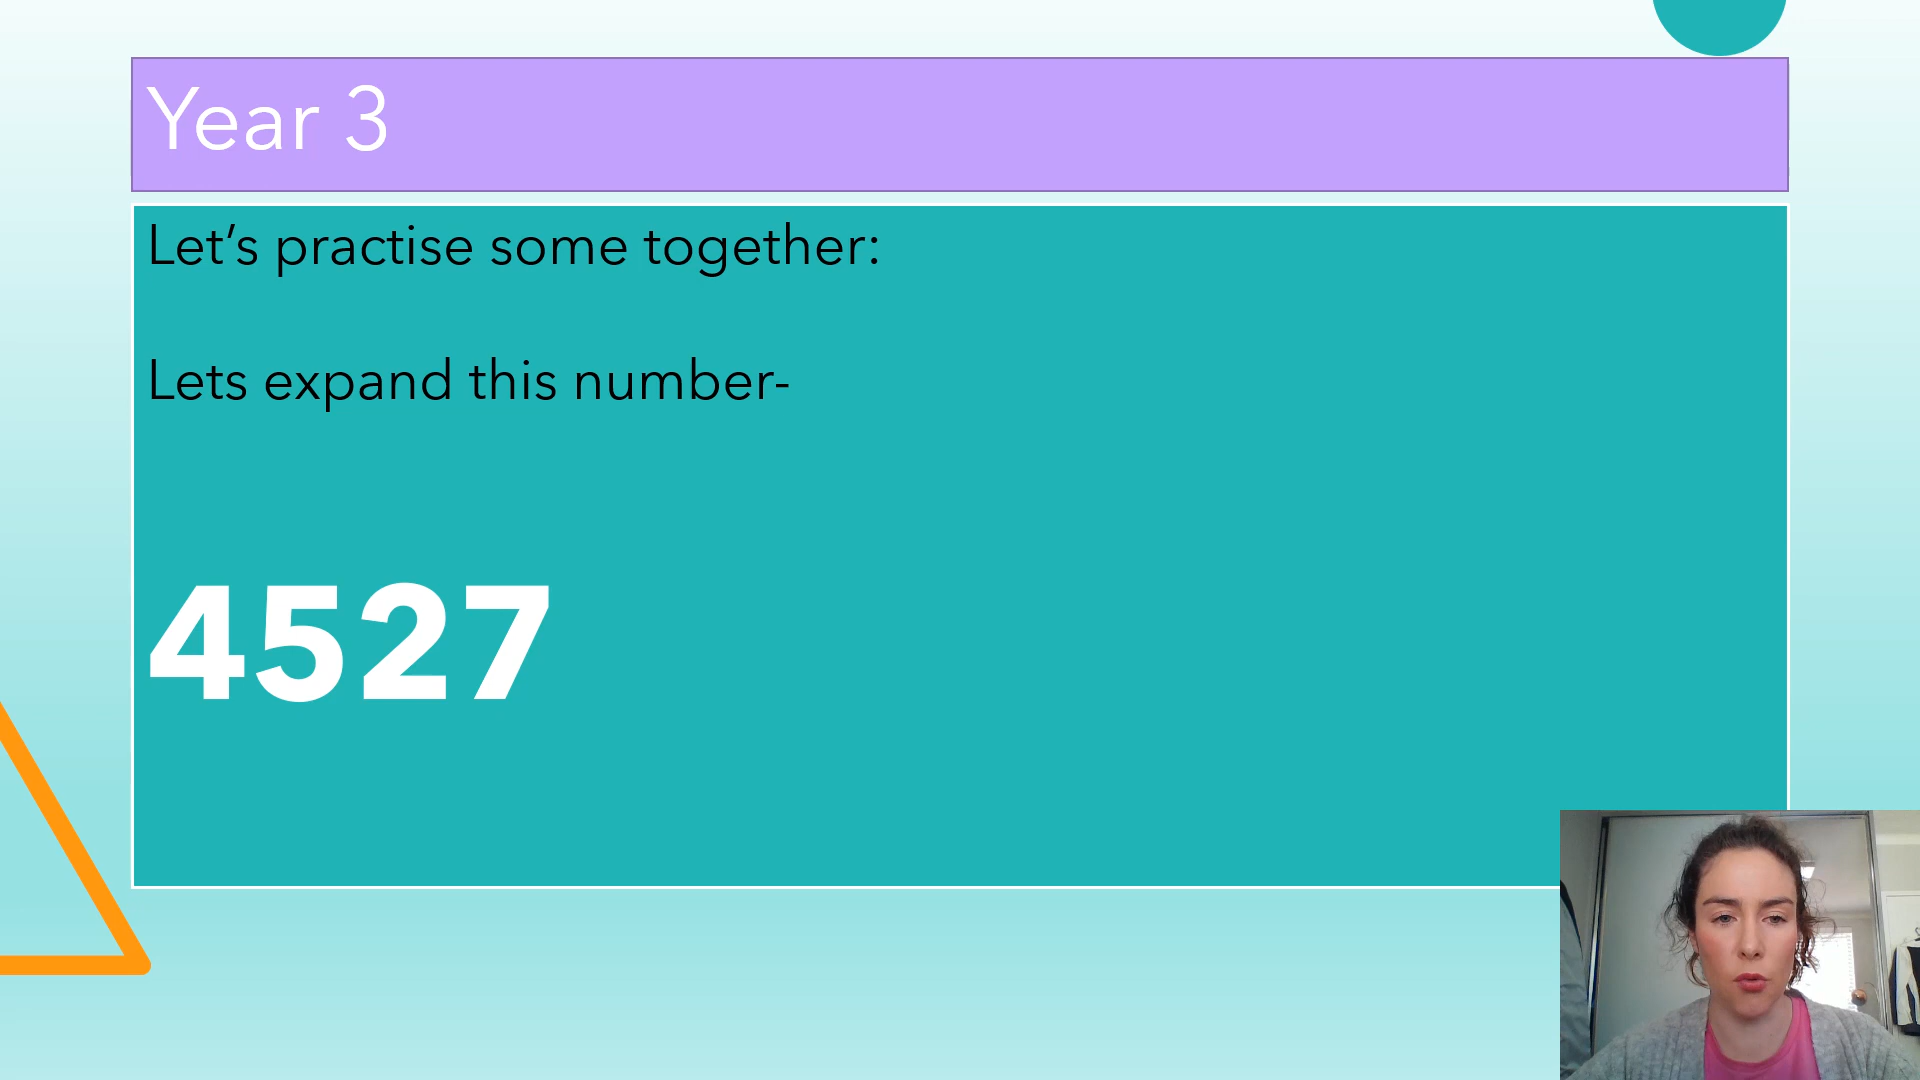 Year 3
Let’s practise some together:
Lets expand this number-
4527